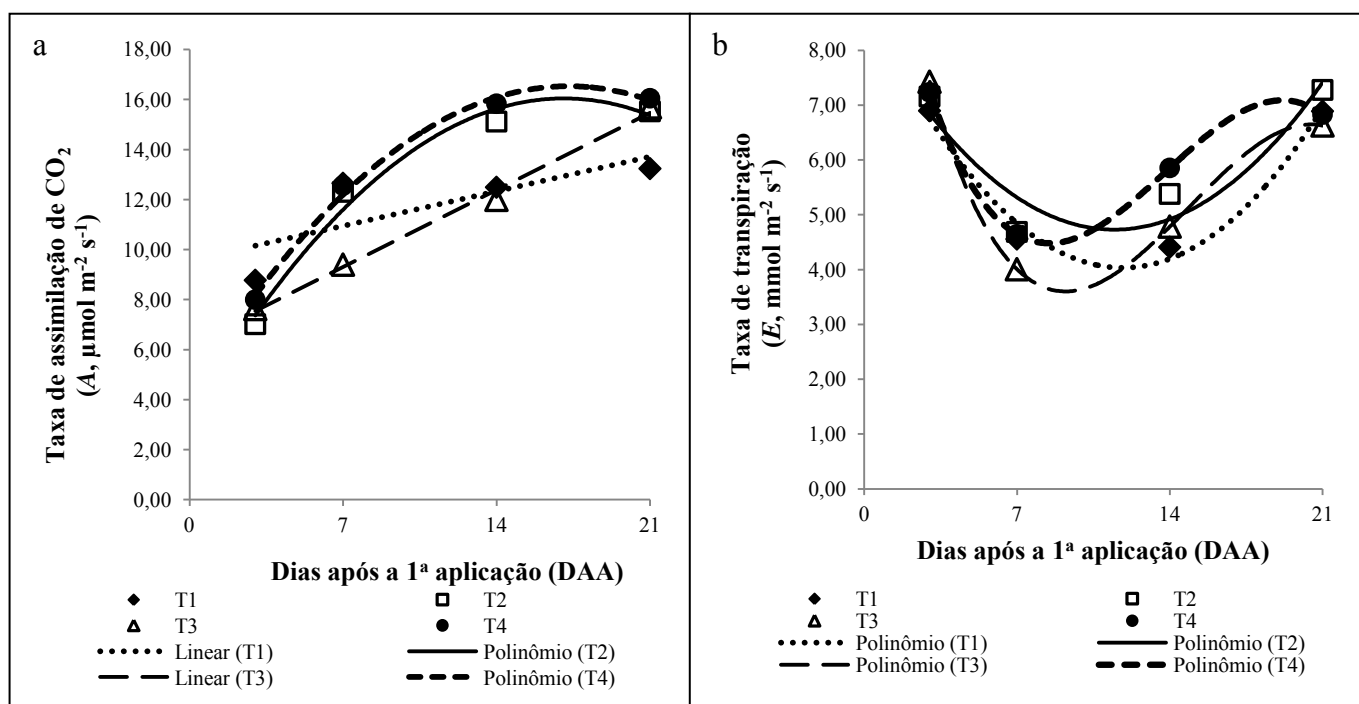 a
Taxa de assimilação de CO2
(A, µmol m-2 s-1)
18,00
16,00
14,00
12,00
10,00
8,00
6,00
4,00
2,00
0,00
0 7 14 21
Dias após a 1ª aplicação (DAA)
T1 T2
T3 T4
Linear (T1) Polinômio (T2)
Linear (T3) Polinômio (T4)
b
Taxa de transpiração
(E, mmol m-2 s-1)
8,00
7,00
6,00
5,00
4,00
3,00
2,00
1,00
0,00
0 7 14 21
Dias após a 1ª aplicação (DAA)
T1 T2
T3 T4
Polinômio (T1) Polinômio (T2)
Polinômio (T3) Polinômio (T4)